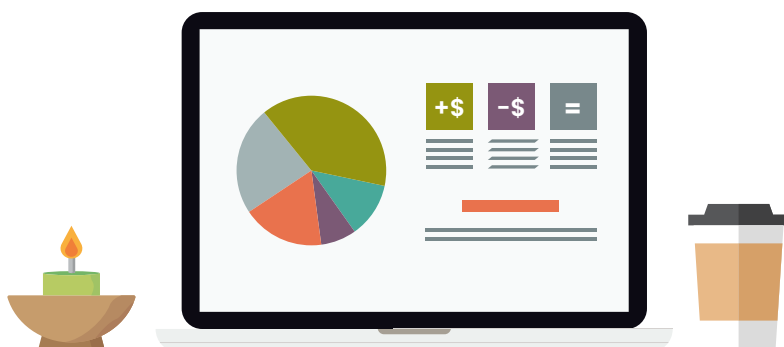 +$ -$ =